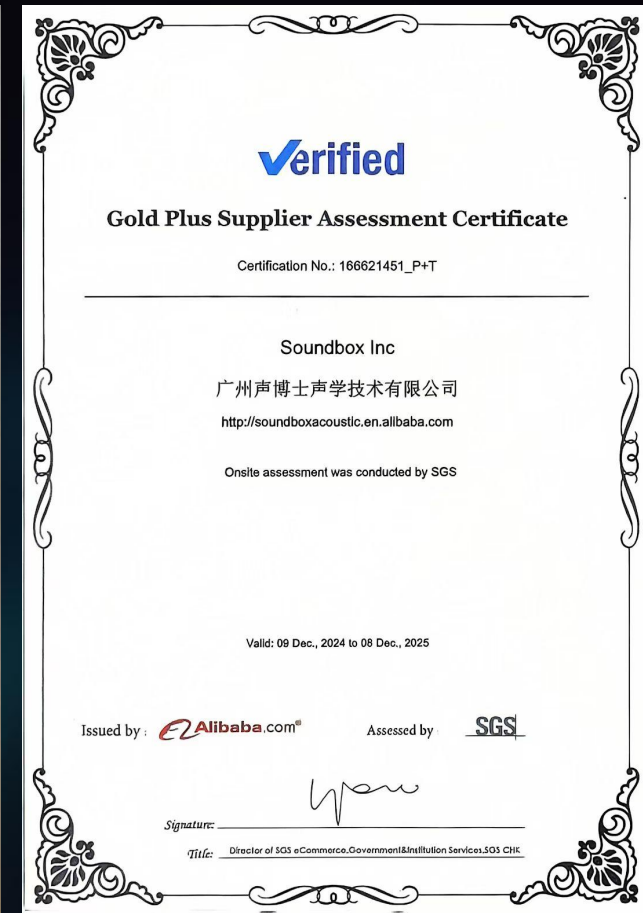 Verified
Gold Plus Supplier Assessment Certificate
Certification No.: 166621451_P+T
Soundbox Inc
广州声博士声学技术有限公司
http://soundboxacoustic.en.alibaba.com
Onsite assessment was conducted by SGS
Valid: 09 Dec., 2024 to 08 Dec., 2025
Issued by : Alibaba.com® Assessed by : SGS
Signature:
Title: Director of SGS eCommerce,Government&Institution Services,SGS CHK